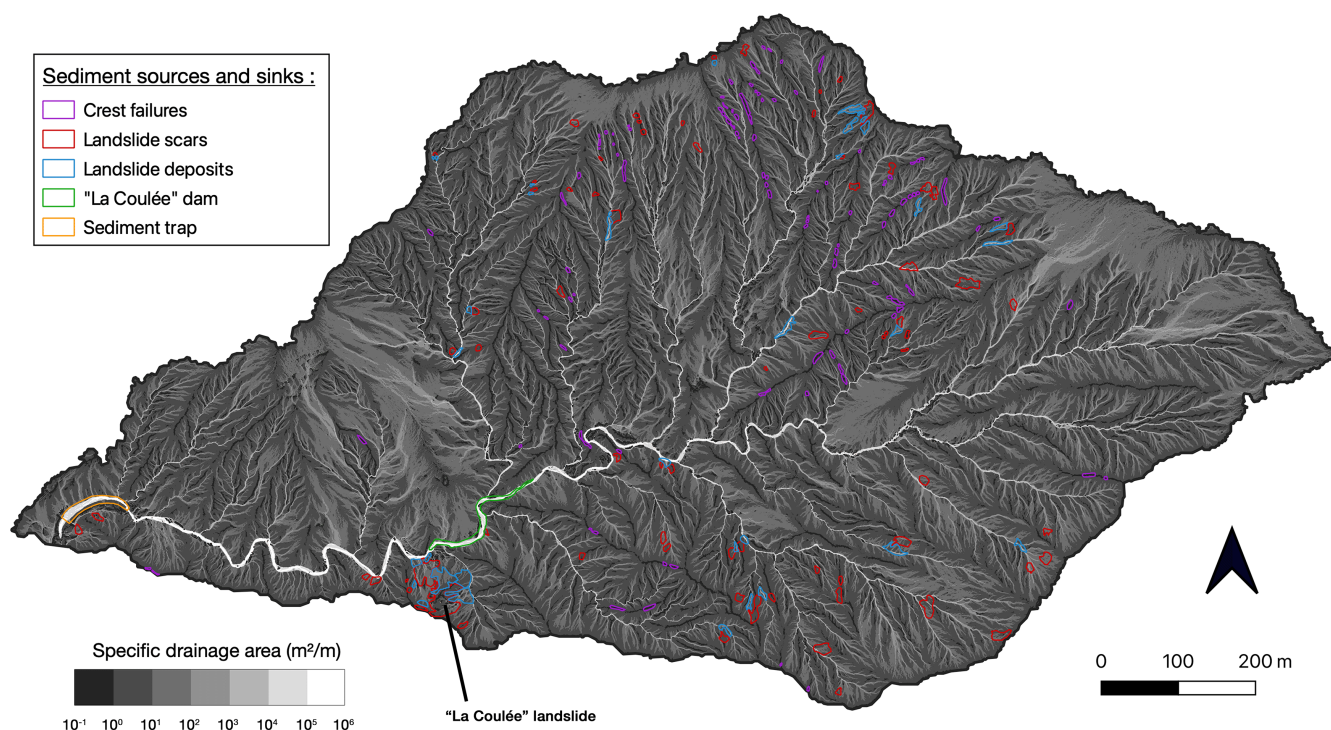 Sediment sources and sinks :
Crest failures
Landslide scars
Landslide deposits
"La Coulée" dam
Sediment trap
Specific drainage area (m²/m)
10⁻¹ 10⁰ 10¹ 10² 10³ 10⁴ 10⁵ 10⁶
“La Coulée” landslide
0 100 200 m